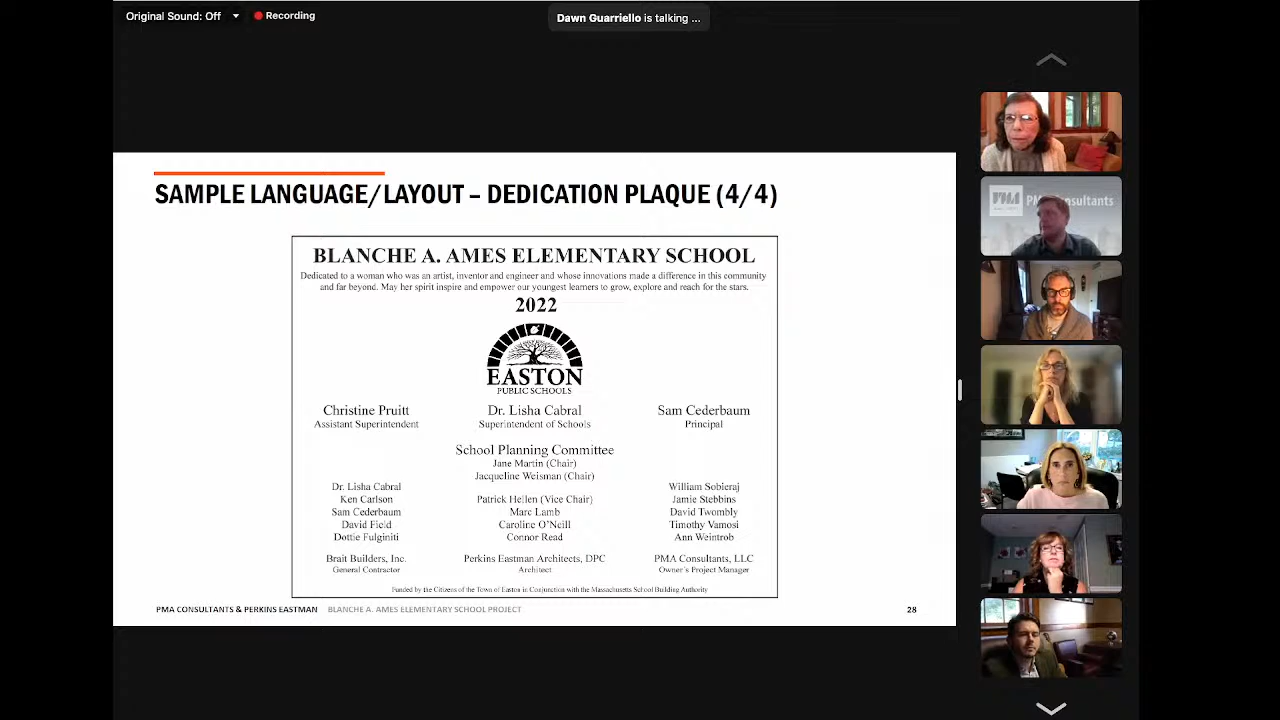 Original Sound: Off
Recording
Dawn Guarriello is talking ...
PMA Consultants
SAMPLE LANGUAGE/LAYOUT – DEDICATION PLAQUE (4/4)
BLANCHE A. AMES ELEMENTARY SCHOOL
Dedicated to a woman who was an artist, inventor and engineer and whose innovations made a difference in this community
and far beyond. May her spirit inspire and empower our youngest learners to grow, explore and reach for the stars.
2022
EASTON
PUBLIC SCHOOLS
Christine Pruitt Dr. Lisha Cabral Sam Cederbaum
Assistant Superintendent Superintendent of Schools Principal
School Planning Committee
Jane Martin (Chair)
Jacqueline Weisman (Chair)
Dr. Lisha Cabral William Sobieraj
Ken Carlson Patrick Hellen (Vice Chair) Jamie Stebbins
Sam Cederbaum Marc Lamb David Twombly
David Field Caroline O'Neill Timothy Vamosi
Dottie Fulginiti Connor Read Ann Weintrob
Brait Builders, Inc. Perkins Eastman Architects, DPC PMA Consultants, LLC
General Contractor Architect Owner's Project Manager
Funded by the Citizens of the Town of Easton in Conjunction with the Massachusetts School Building Authority
PMA CONSULTANTS & PERKINS EASTMAN BLANCHE A. AMES ELEMENTARY SCHOOL PROJECT 28